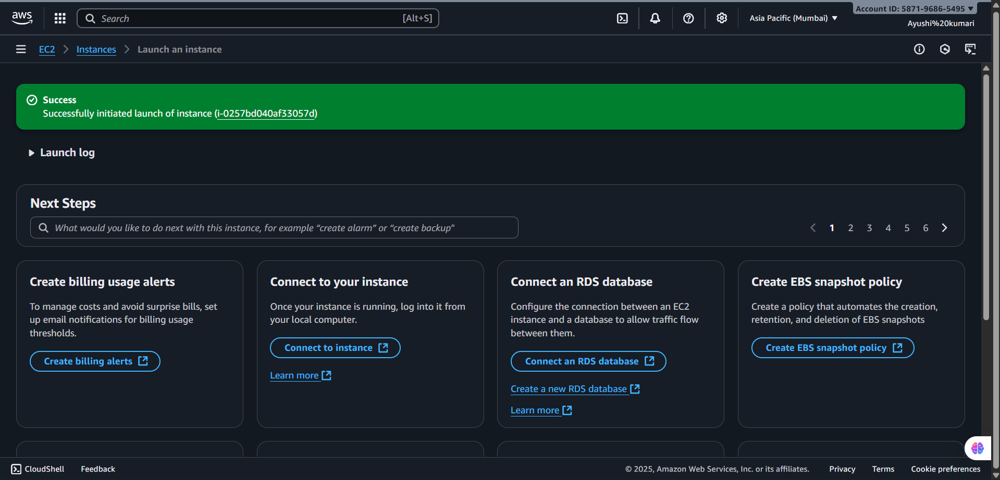 aws
Search [Alt+S]
Asia Pacific (Mumbai)
Account ID: 5871-9686-5495
Ayushi%20kumari
EC2 Instances Launch an instance
Success
Successfully initiated launch of instance (i-0257bd040af33057d)
Launch log
Next Steps
What would you like to do next with this instance, for example “create alarm” or “create backup"
1 2 3 4 5 6
Create billing usage alerts
To manage costs and avoid surprise bills, set
up email notifications for billing usage
thresholds.
Create billing alerts
Connect to your instance
Once your instance is running, log into it from
your local computer.
Connect to instance
Learn more
Connect an RDS database
Configure the connection between an EC2
instance and a database to allow traffic flow
between them.
Connect an RDS database
Create a new RDS database
Learn more
Create EBS snapshot policy
Create a policy that automates the creation,
retention, and deletion of EBS snapshots
Create EBS snapshot policy
CloudShell Feedback © 2025, Amazon Web Services, Inc. or its affiliates. Privacy Terms Cookie preferences